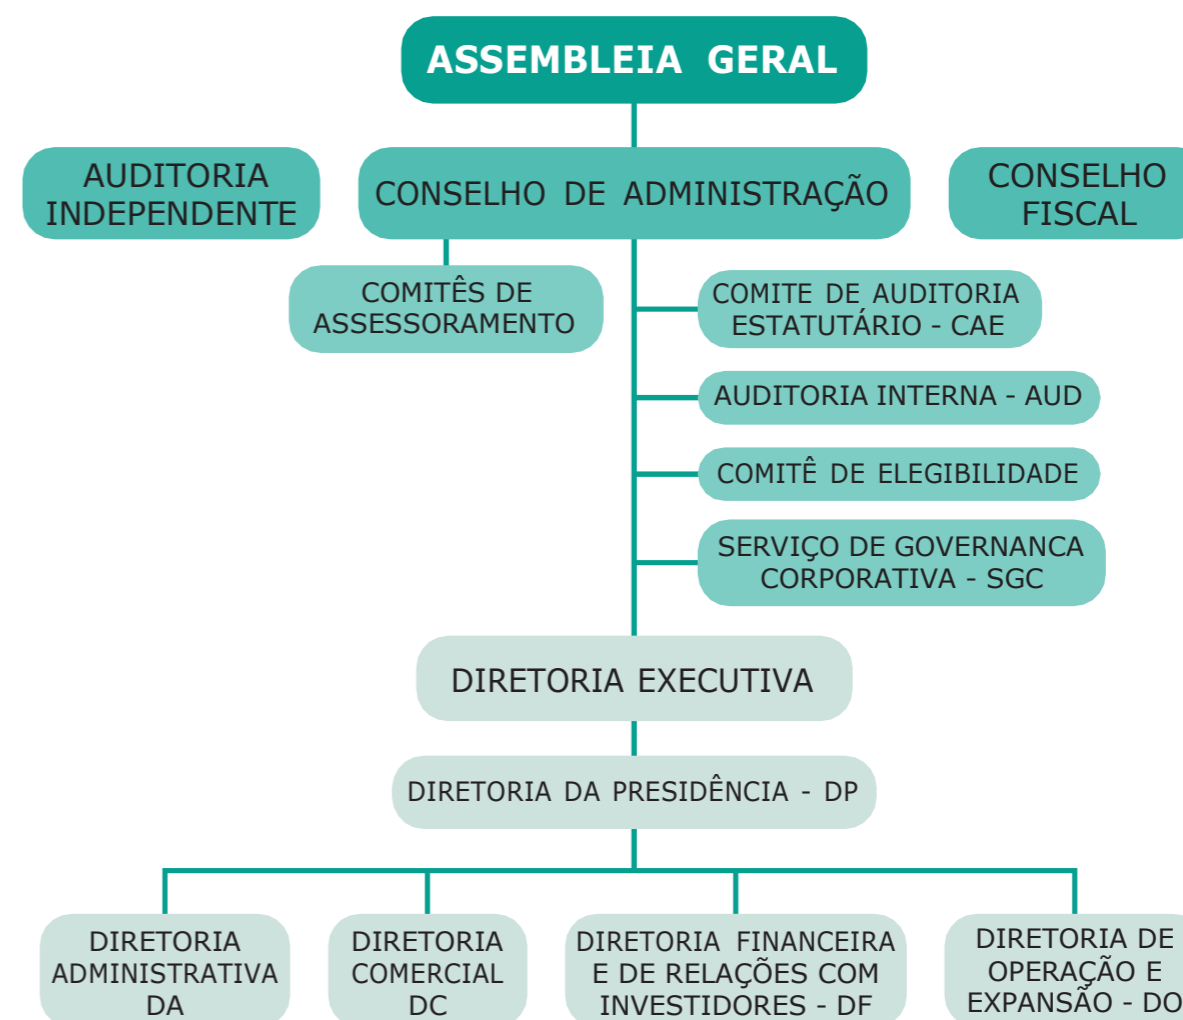 ASSEMBLEIA GERAL
AUDITORIA
INDEPENDENTE
CONSELHO DE ADMINISTRAÇÃO
CONSELHO
FISCAL
COMITÊS DE
ASSESSORAMENTO
COMITE DE AUDITORIA
ESTATUTÁRIO - CAE
AUDITORIA INTERNA - AUD
COMITÊ DE ELEGIBILIDADE
SERVIÇO DE GOVERNANCA
CORPORATIVA - SGC
DIRETORIA EXECUTIVA
DIRETORIA DA PRESIDÊNCIA - DP
DIRETORIA
ADMINISTRATIVA
DA
DIRETORIA
COMERCIAL
DC
DIRETORIA FINANCEIRA
E DE RELAÇÕES COM
INVESTIDORES - DF
DIRETORIA DE
OPERAÇÃO E
EXPANSÃO - DO